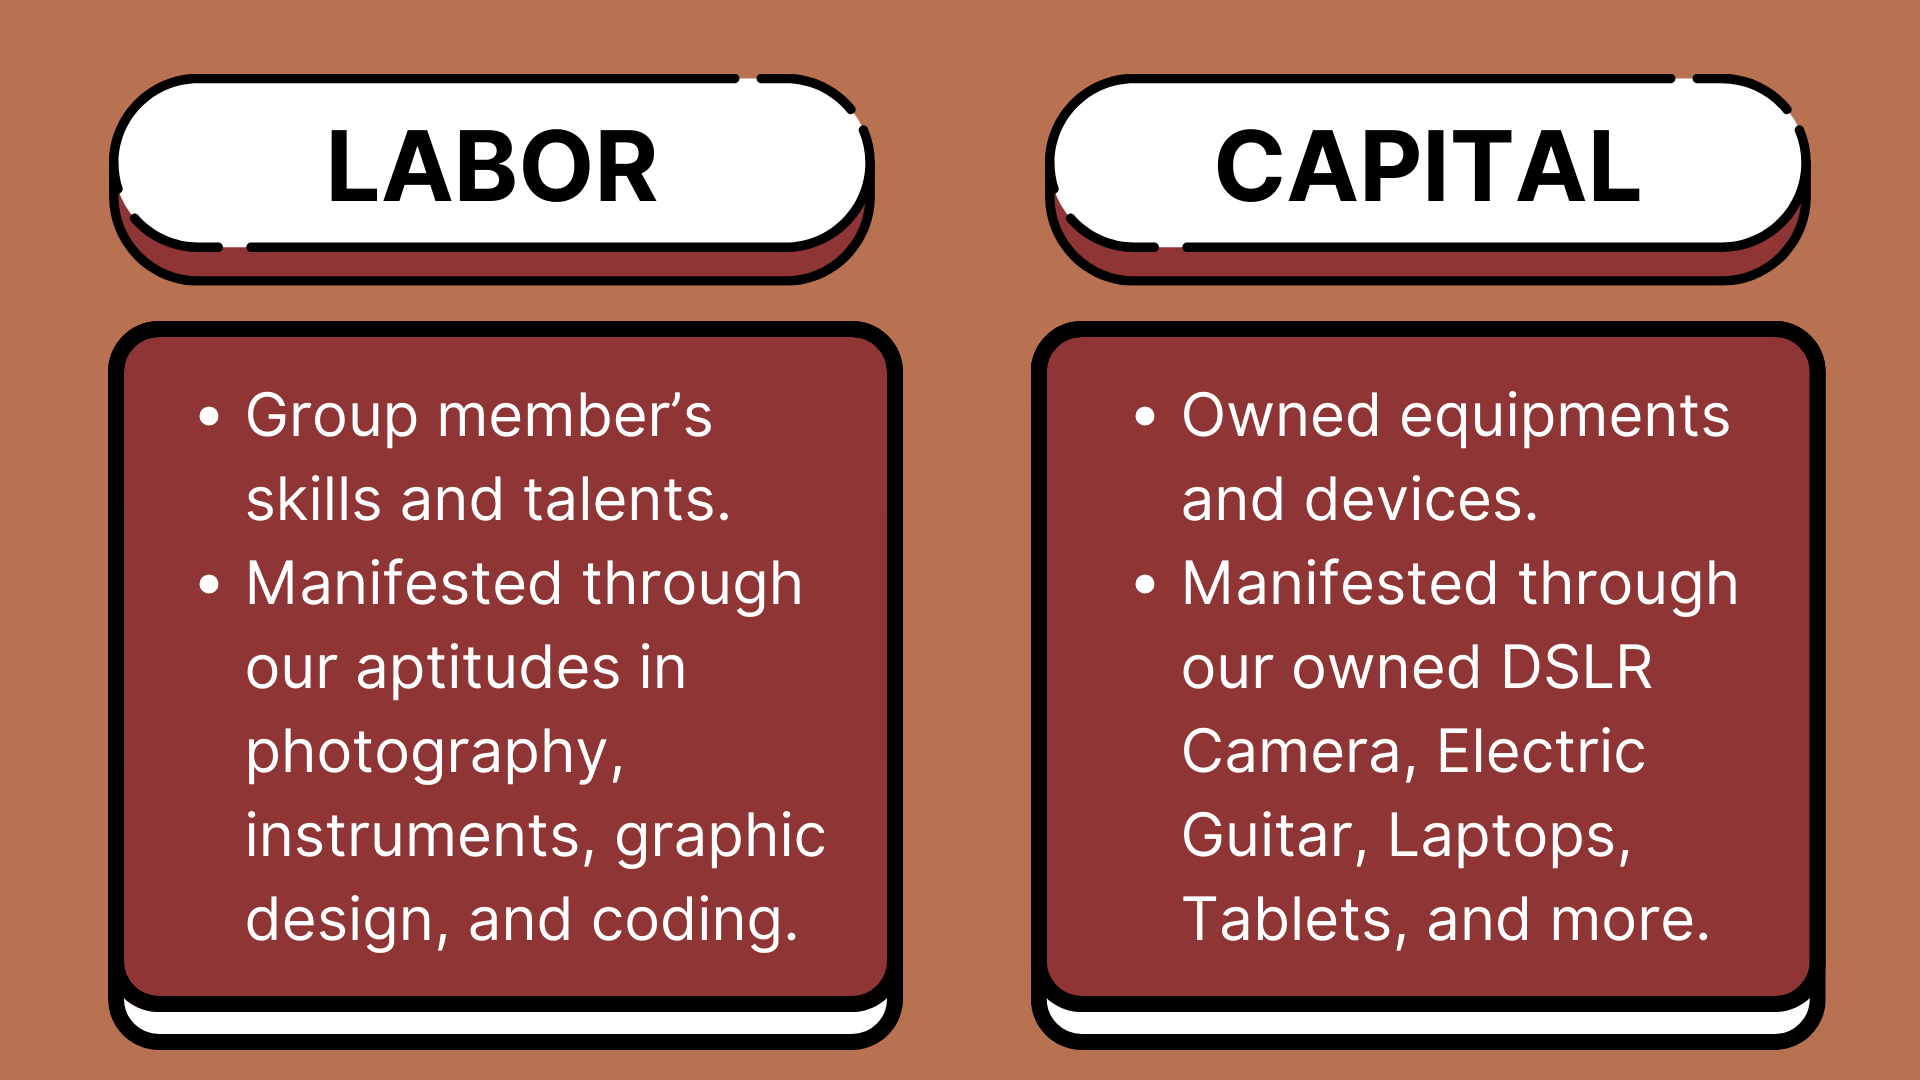 LABOR
• Group member’s
skills and talents.
• Manifested through
our aptitudes in
photography,
instruments, graphic
design, and coding.
CAPITAL
• Owned equipments
and devices.
• Manifested through
our owned DSLR
Camera, Electric
Guitar, Laptops,
Tablets, and more.